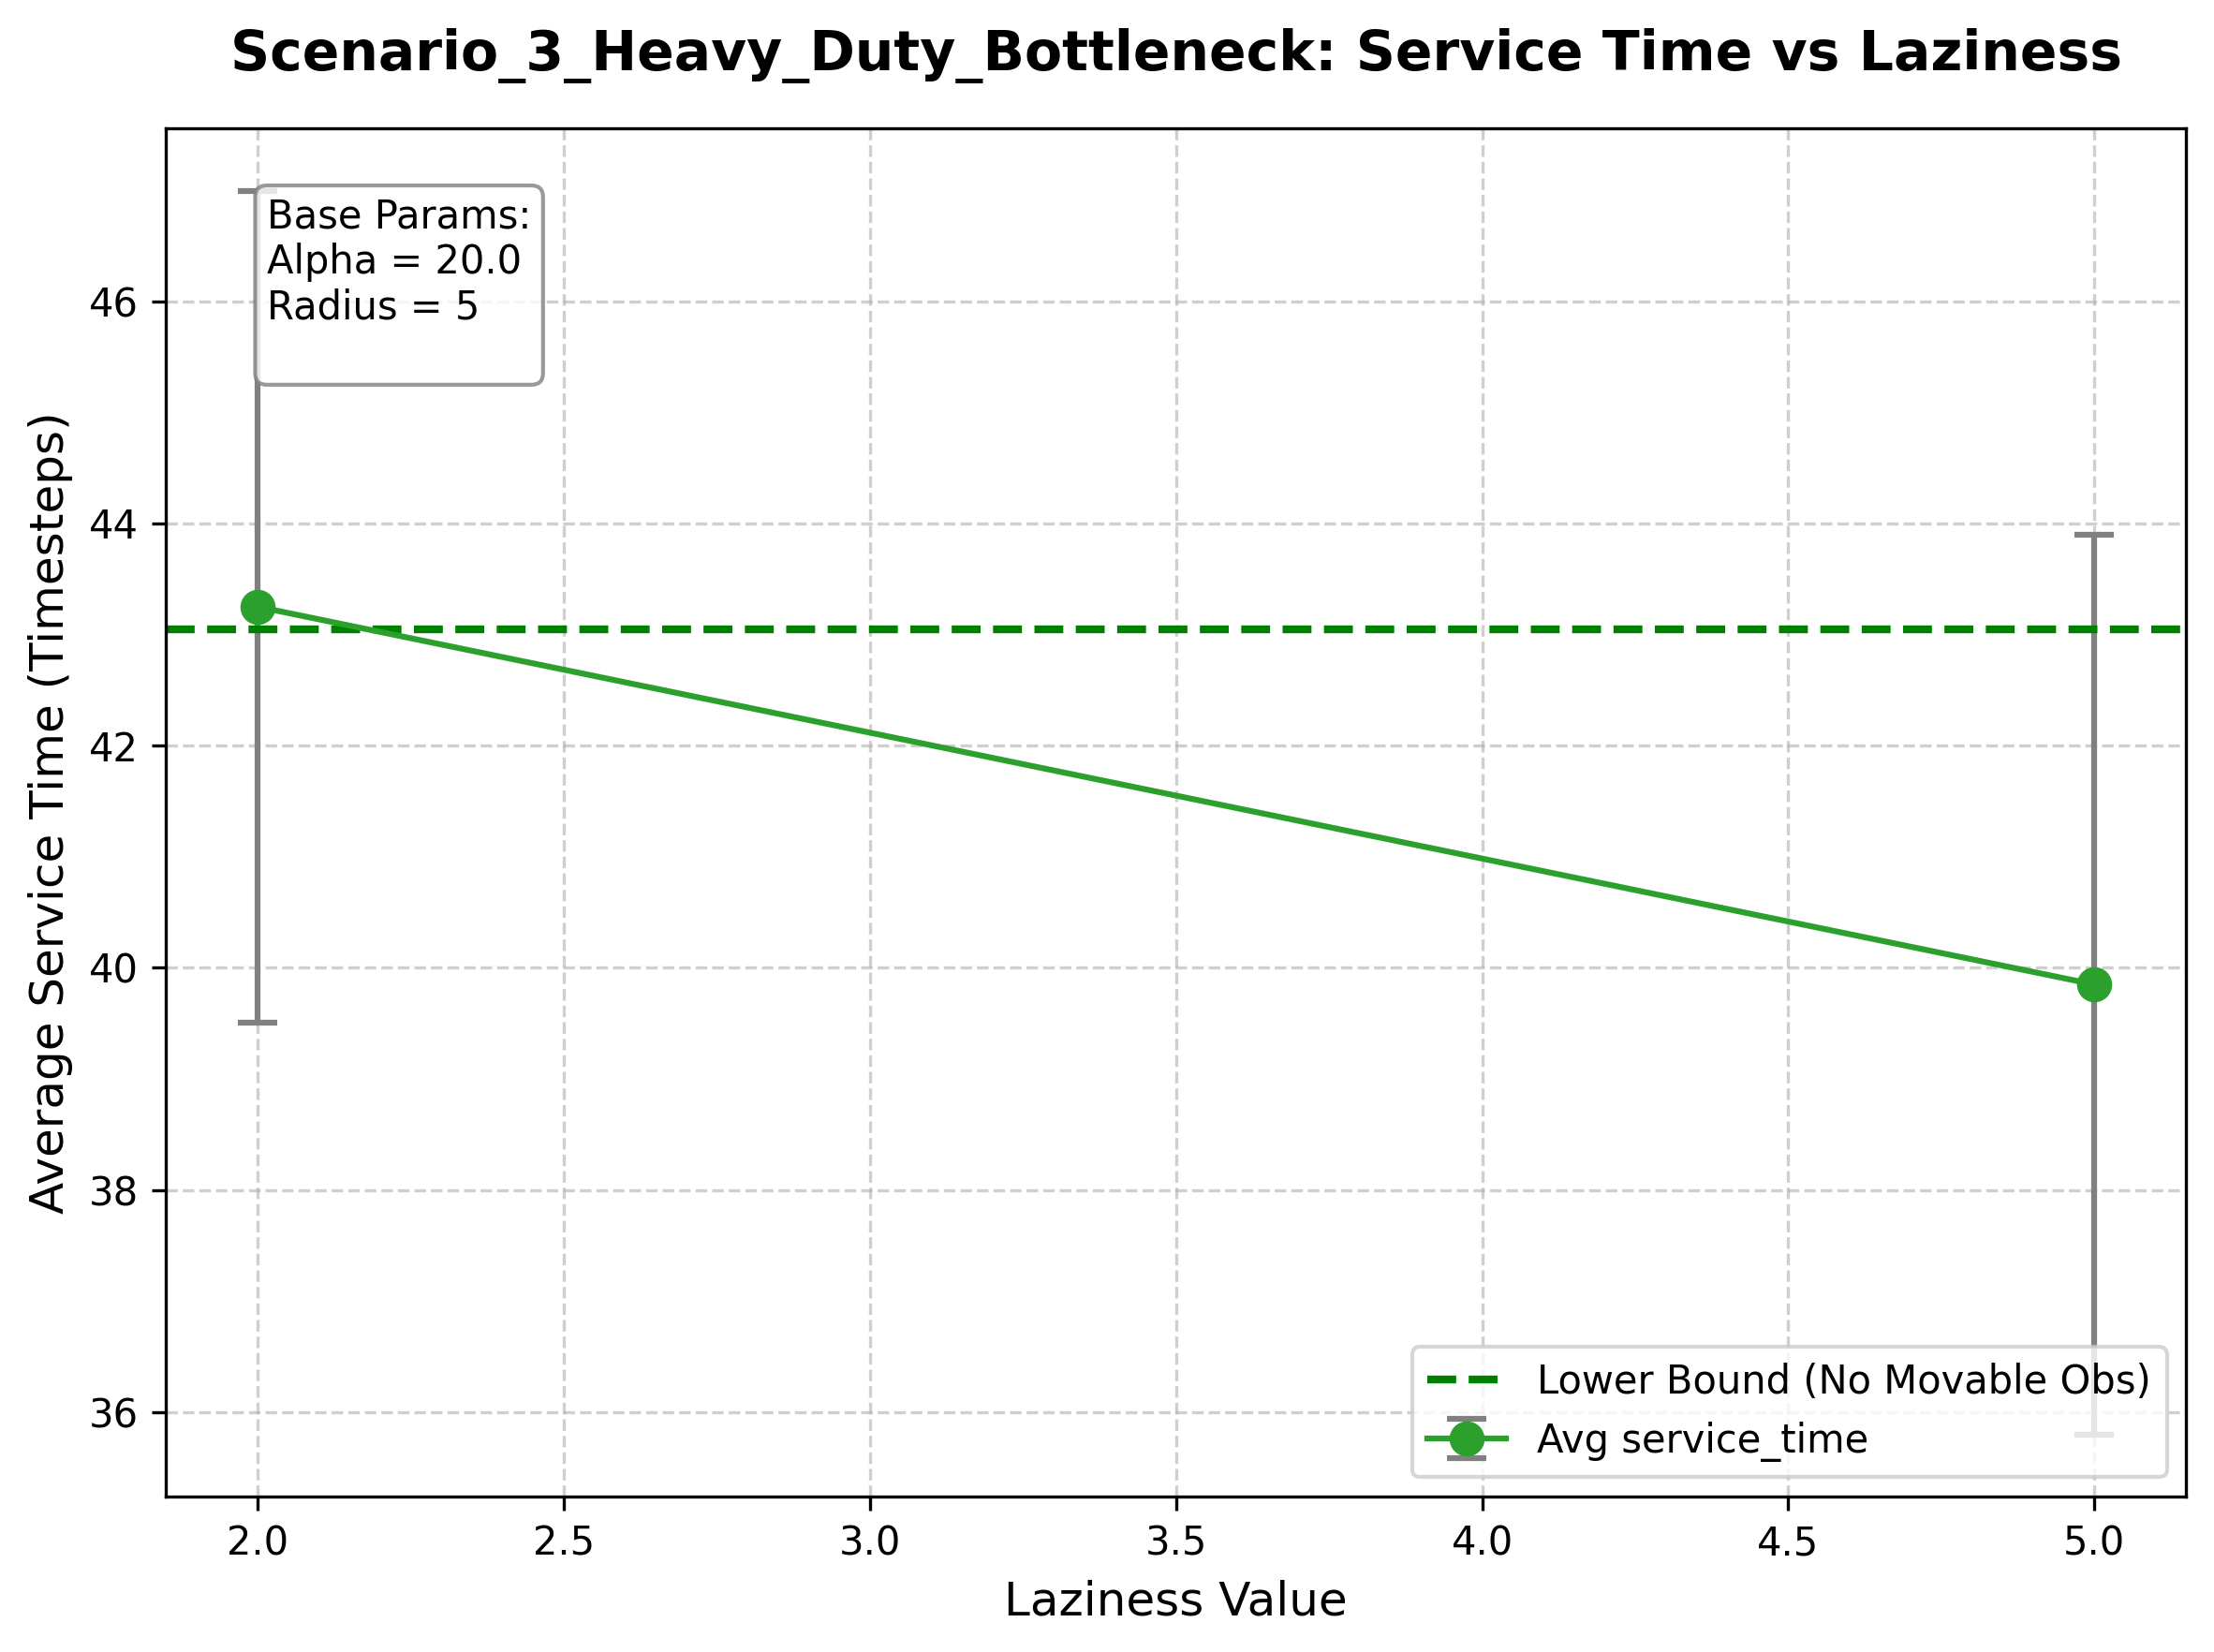 Scenario_3_Heavy_Duty_Bottleneck: Service Time vs Laziness
Base Params:
Alpha = 20.0
Radius = 5
Average Service Time (Timesteps)
46
44
42
40
38
36
Lower Bound (No Movable Obs)
Avg service_time
2.0 2.5 3.0 3.5 4.0 4.5 5.0
Laziness Value